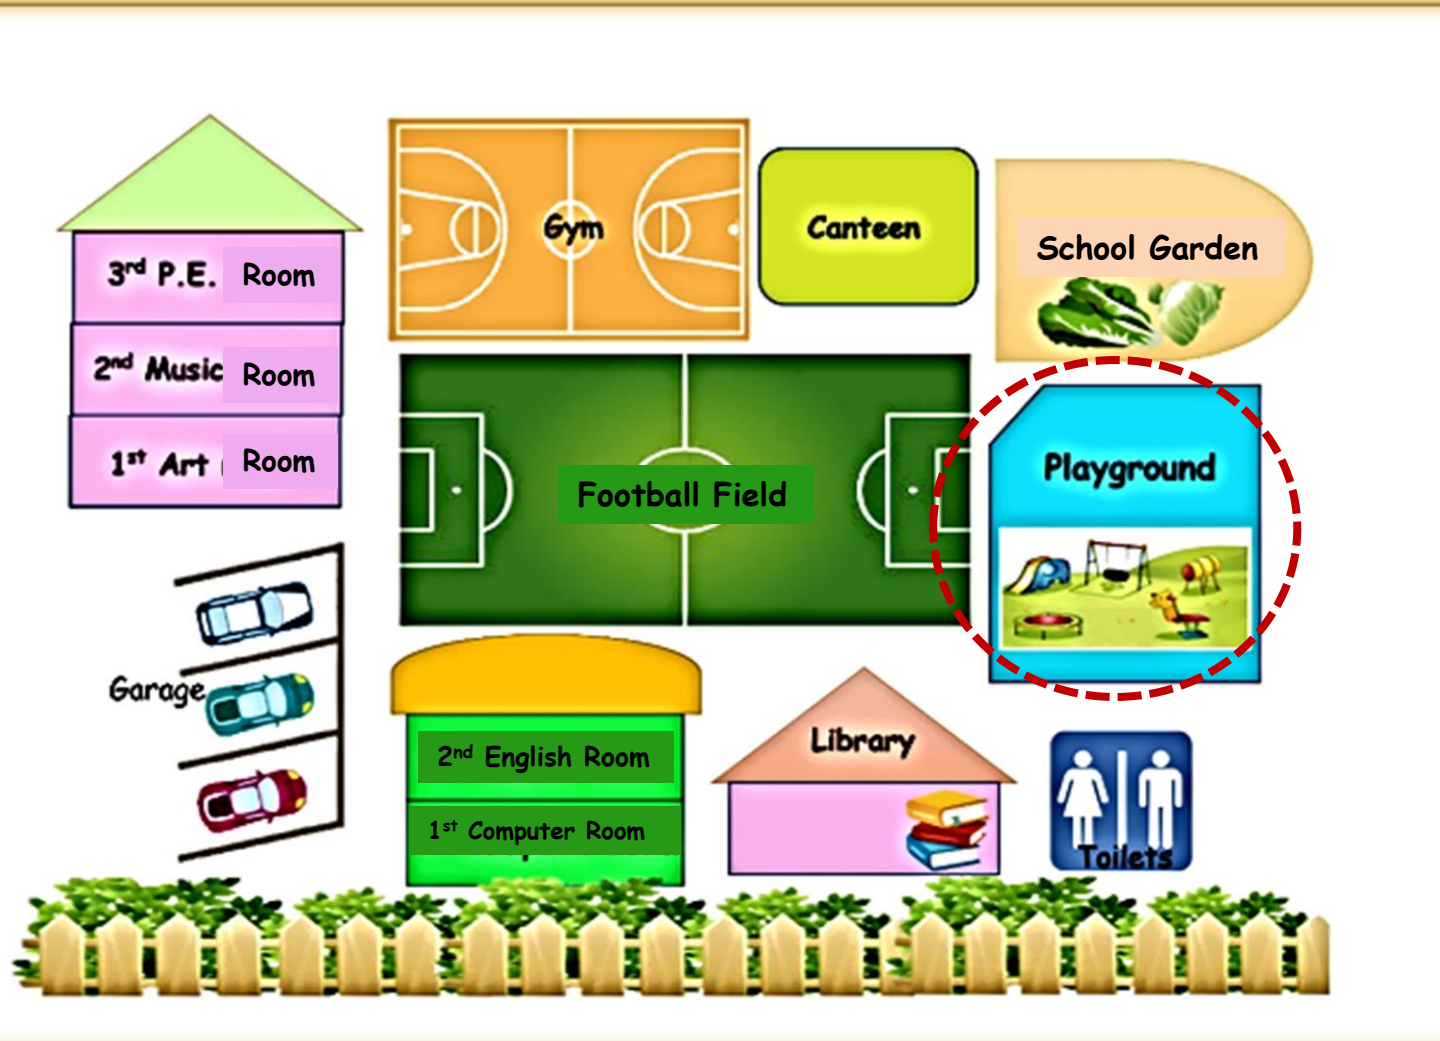 Gym
Canteen
School Garden
3rd P.E. Room
2nd Music Room
1st Art Room
Football Field
Playground
Garage
2nd English Room
1st Computer Room
Library
Toilets